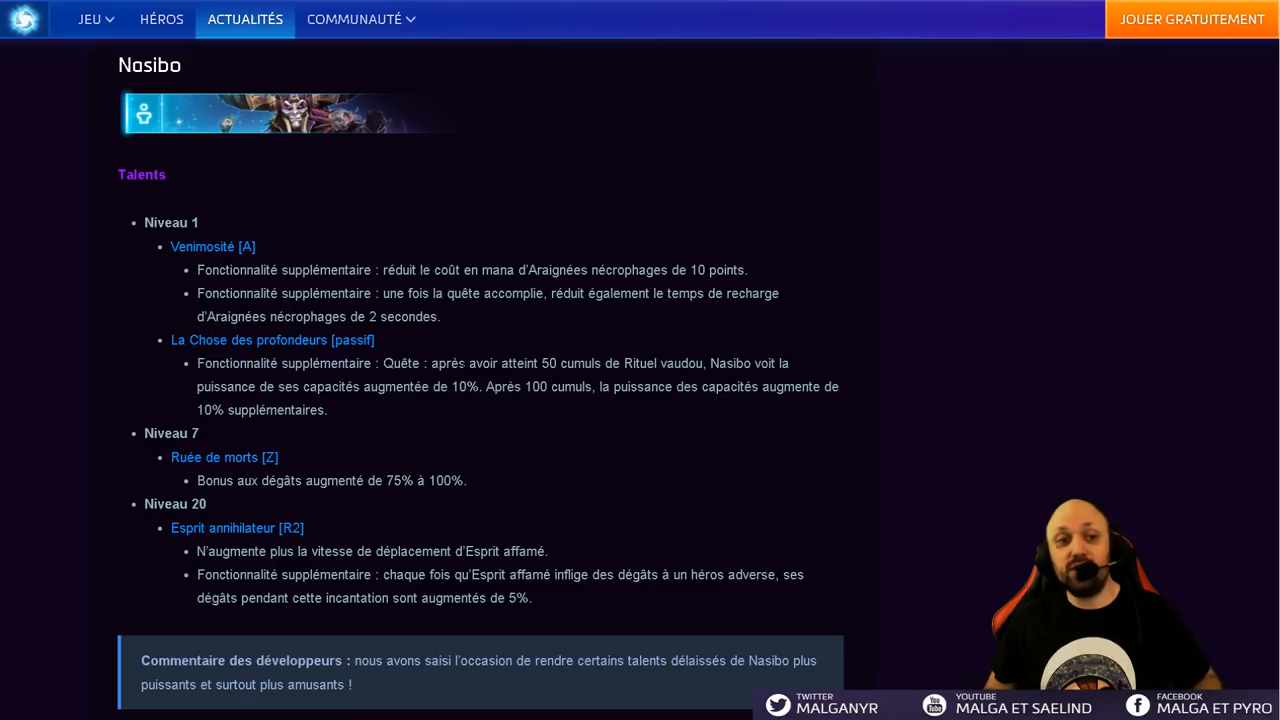 JEU HÉROS ACTUALITÉS COMMUNAUTÉ JOUER GRATUITEMENT
Nasibo
Talents
• Niveau 1
• Venimosité [A]
• Fonctionnalité supplémentaire : réduit le coût en mana d'Araignées nécrophages de 10 points.
• Fonctionnalité supplémentaire : une fois la quête accomplie, réduit également le temps de recharge
d'Araignées nécrophages de 2 secondes.
• La Chose des profondeurs [passif]
• Fonctionnalité supplémentaire : Quête : après avoir atteint 50 cumuls de Rituel vaudou, Nasibo voit la
puissance de ses capacités augmentée de 10%. Après 100 cumuls, la puissance des capacités augmente de
10% supplémentaires.
• Niveau 7
• Ruée de morts [Z]
• Bonus aux dégâts augmenté de 75% à 100%.
• Niveau 20
• Esprit annihilateur [R2]
• N'augmente plus la vitesse de déplacement d'Esprit affamé.
• Fonctionnalité supplémentaire : chaque fois qu'Esprit affamé inflige des dégâts à un héros adverse, ses
dégâts pendant cette incantation sont augmentés de 5%.
Commentaire des développeurs : nous avons saisi l'occasion de rendre certains talents délaissés de Nasibo plus
puissants et surtout plus amusants !
TWITTER
MALGANYR
YOUTUBE
MALGA ET SAELIND
FACEBOOK
MALGA ET PYRO